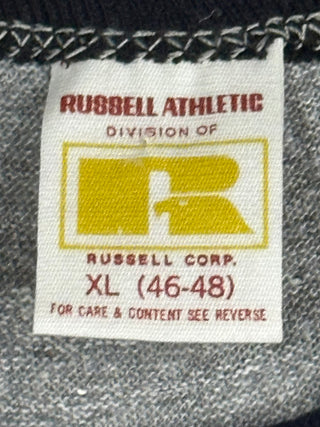 RUSSELL ATHLETIC
DIVISION OF
R
RUSSELL CORP.
XL (46-48)
FOR CARE & CONTENT SEE REVERSE